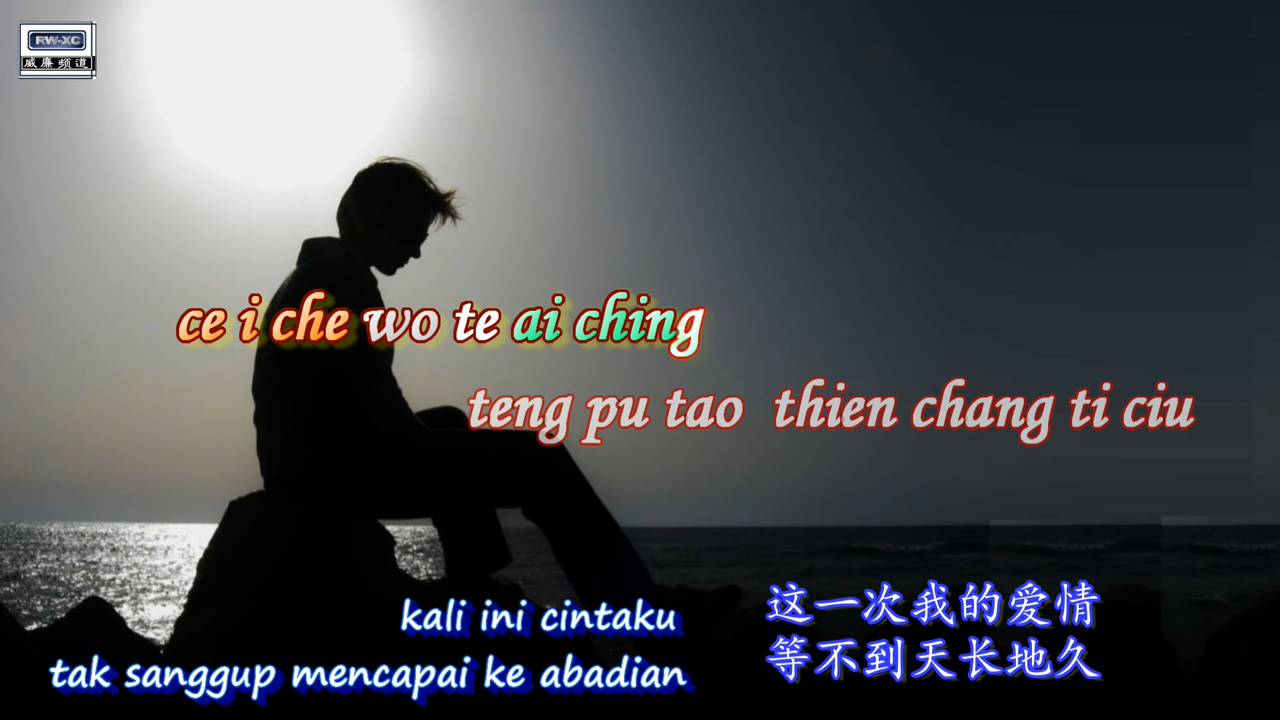 RW-XC
威廉频道
ce i che wo te ai ching
teng pu tao thien chang ti ciu
kali ini cintaku
tak sanggup mencapai ke abadian
这一次我的爱情
等不到天长地久